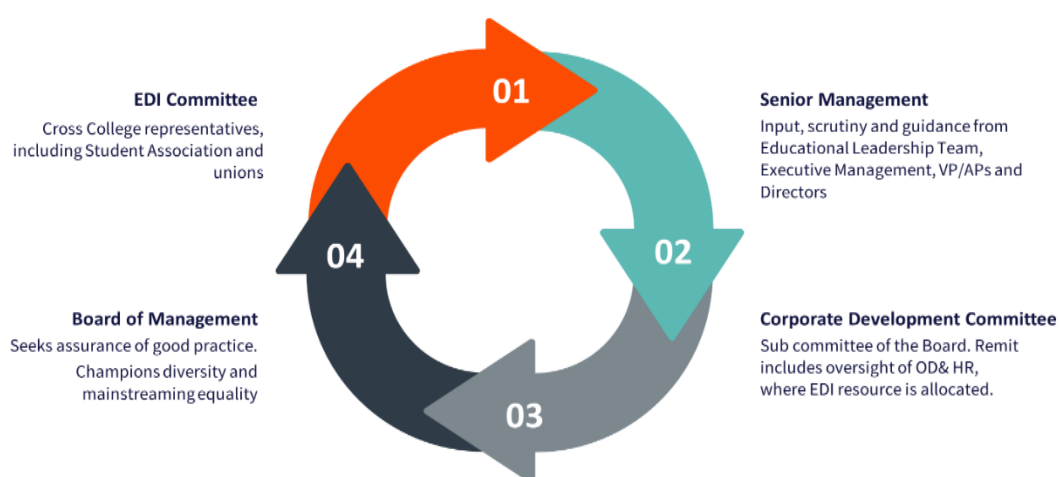 01
EDI Committee
Cross College representatives,
including Student Association and
unions
Senior Management
Input, scrutiny and guidance from
Educational Leadership Team,
Executive Management, VP/APs and
Directors
02
04
Board of Management
Seeks assurance of good practice.
Champions diversity and
mainstreaming equality
Corporate Development Committee
Sub committee of the Board. Remit
includes oversight of OD& HR,
where EDI resource is allocated.
03